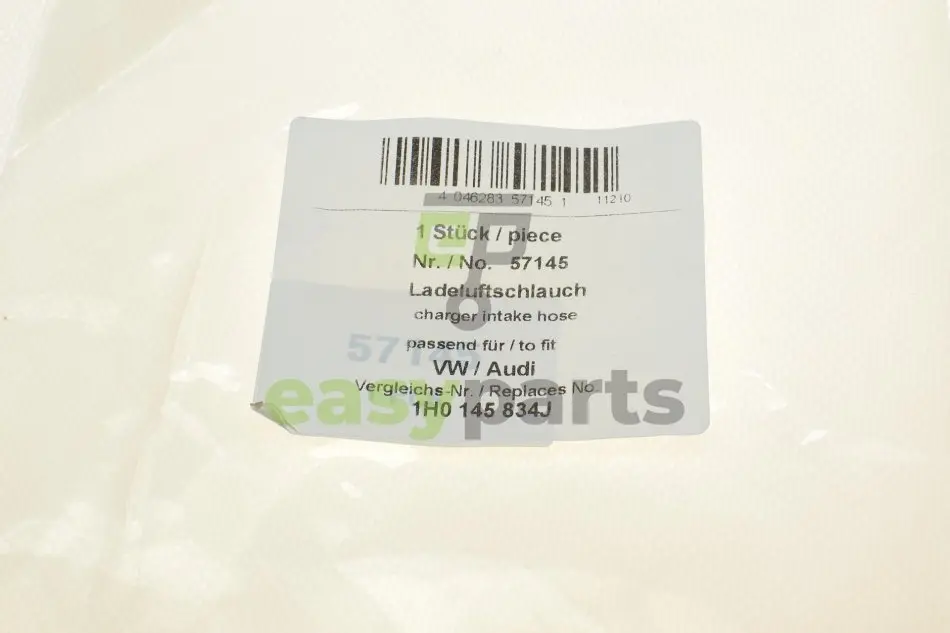 4 046283 57145 1 11210
1 Stück / piece
Nr. / No. 57145
Ladeluftschlauch
charger intake hose
passend für / to fit
57145
VW / Audi
Vergleichs-Nr. / Replaces No.
easyparts
1H0 145 834J